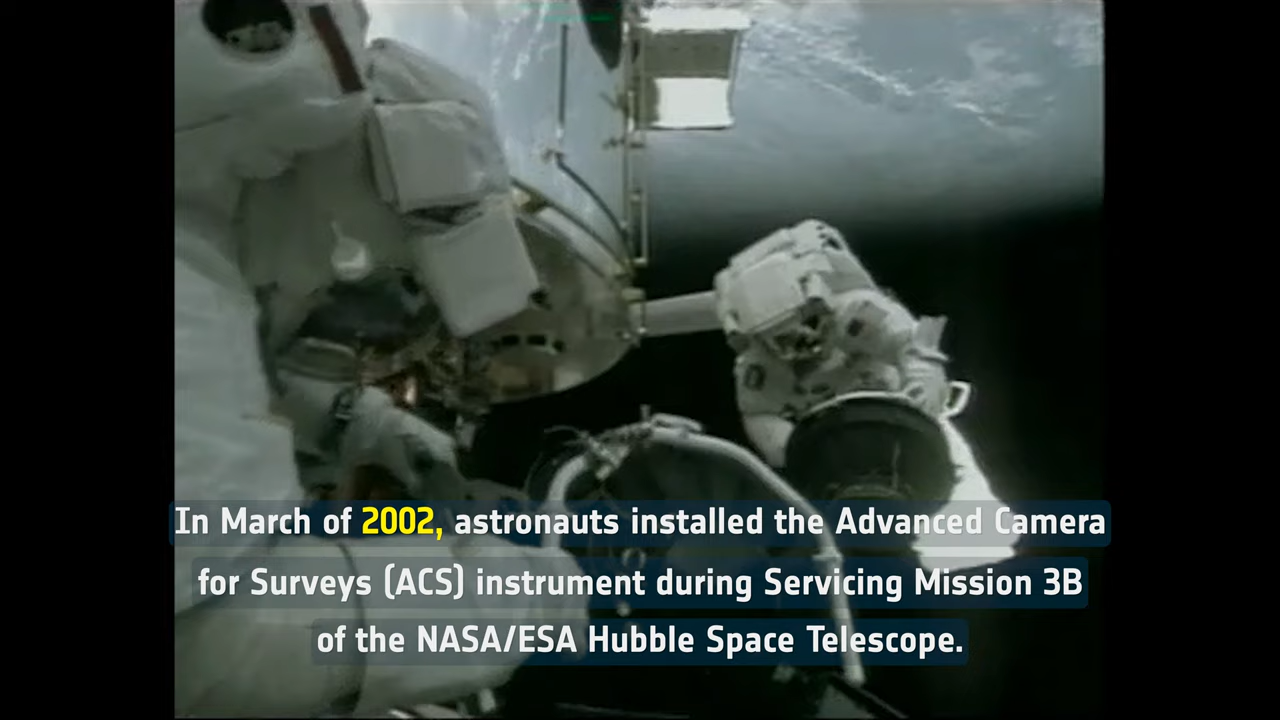 In March of 2002, astronauts installed the Advanced Camera
for Surveys (ACS) instrument during Servicing Mission 3B
of the NASA/ESA Hubble Space Telescope.